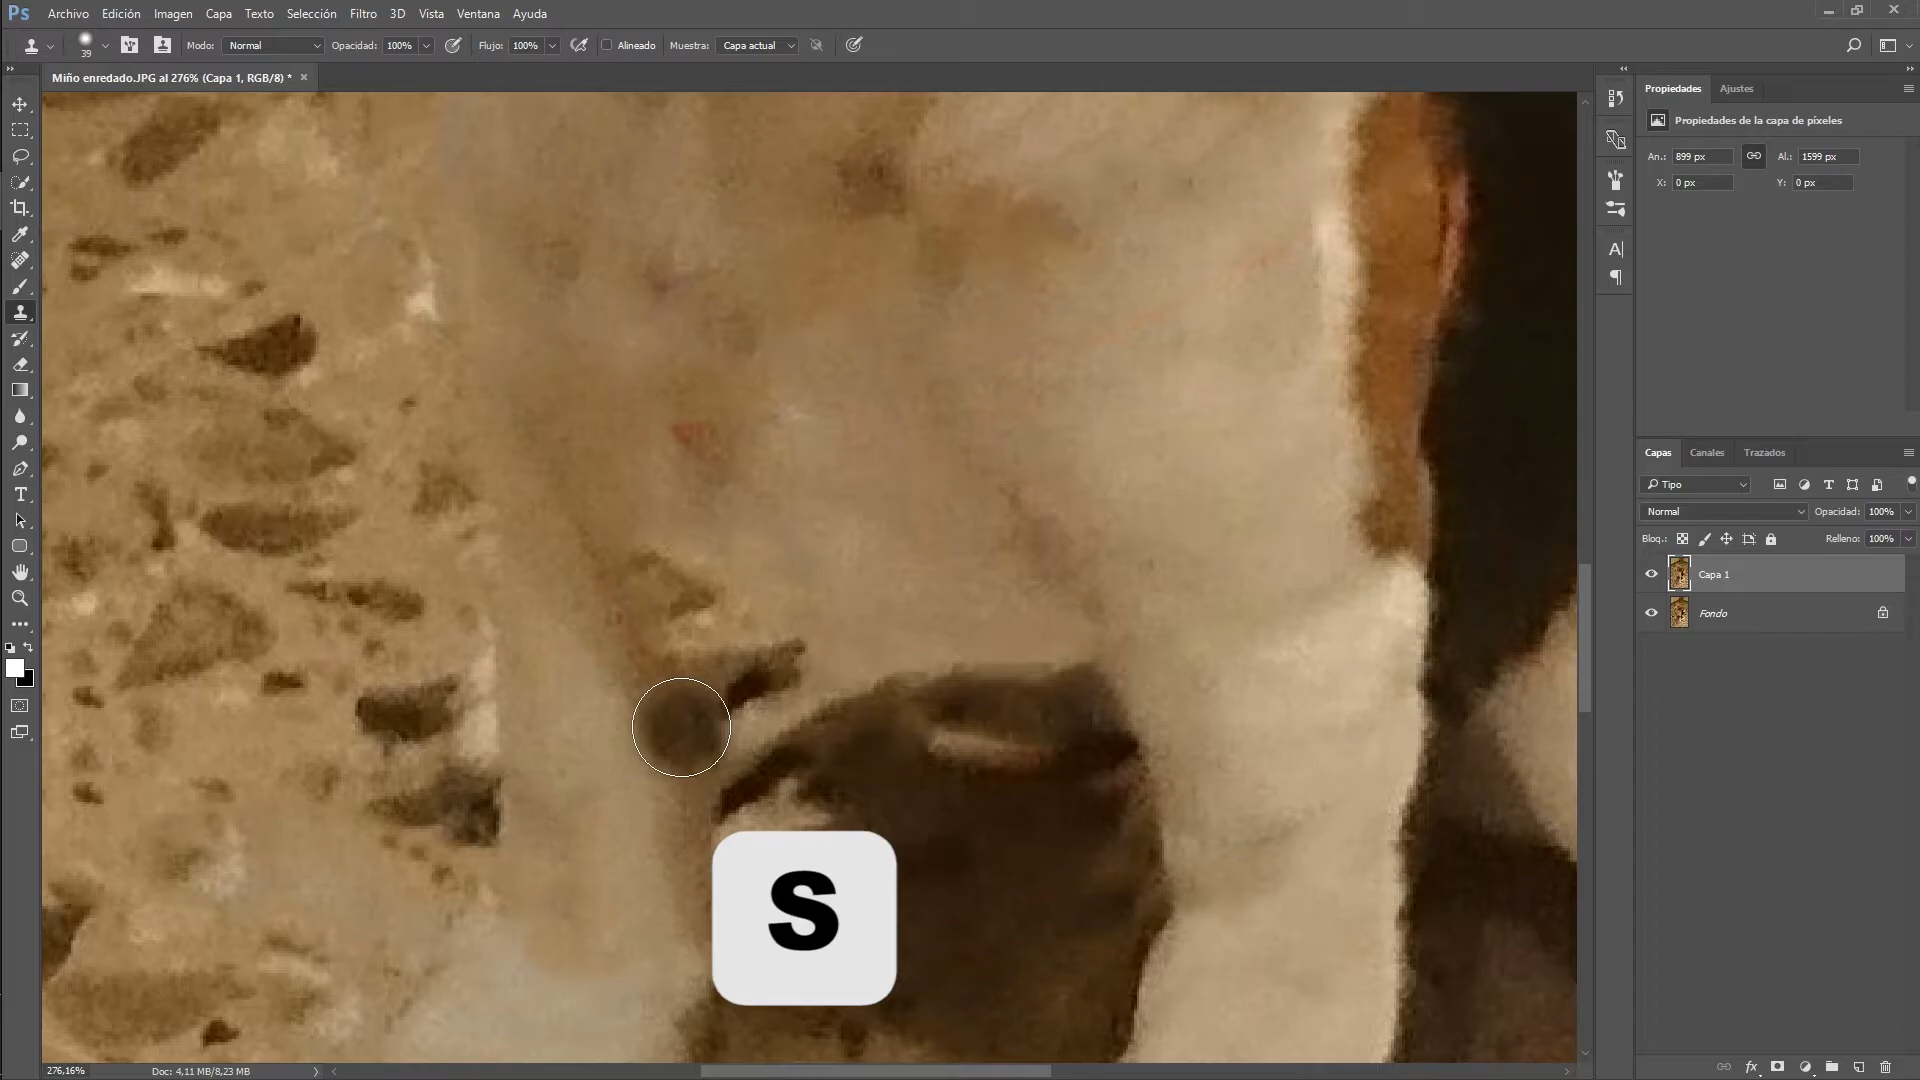 Ps Archivo Edición Imagen Capa Texto Selección Filtro 3D Vista Ventana Ayuda
39 Modo: Normal Opacidad: 100% Flujo: 100% Alineado Muestra: Capa actual
Miño enredado.JPG al 276% (Capa 1, RGB/8) * ×
Propiedades Ajustes
Propiedades de la capa de píxeles
An.: 899 px Al.: 1599 px
X: 0 px Y: 0 px
Capas Canales Trazados
Tipo
Normal Opacidad: 100%
Bloq.: Relleno: 100%
Capa 1
Fondo
S
276,16% Doc: 4,11 MB/8,23 MB